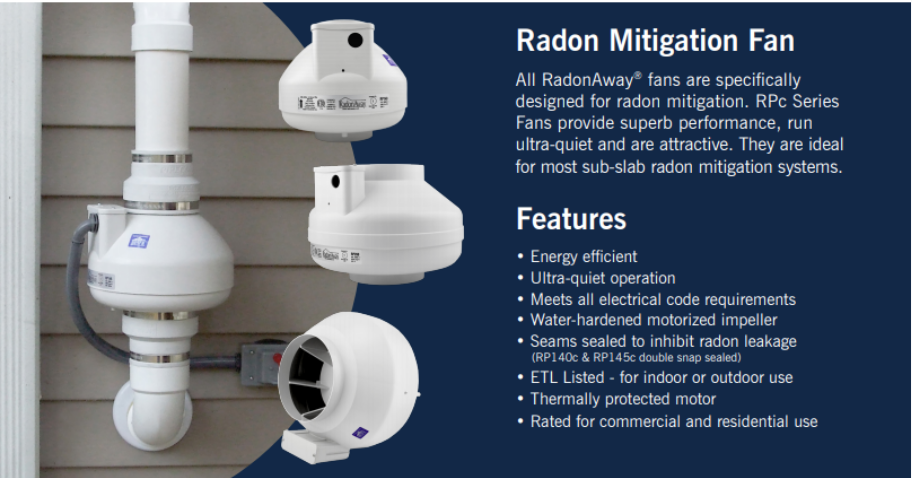 Radon Mitigation Fan
All RadonAway® fans are specifically
designed for radon mitigation. RPc Series
Fans provide superb performance, run
ultra-quiet and are attractive. They are ideal
for most sub-slab radon mitigation systems.
Features
• Energy efficient
• Ultra-quiet operation
• Meets all electrical code requirements
• Water-hardened motorized impeller
• Seams sealed to inhibit radon leakage
(RP140c & RP145c double snap sealed)
• ETL Listed - for indoor or outdoor use
• Thermally protected motor
• Rated for commercial and residential use
RadonAway